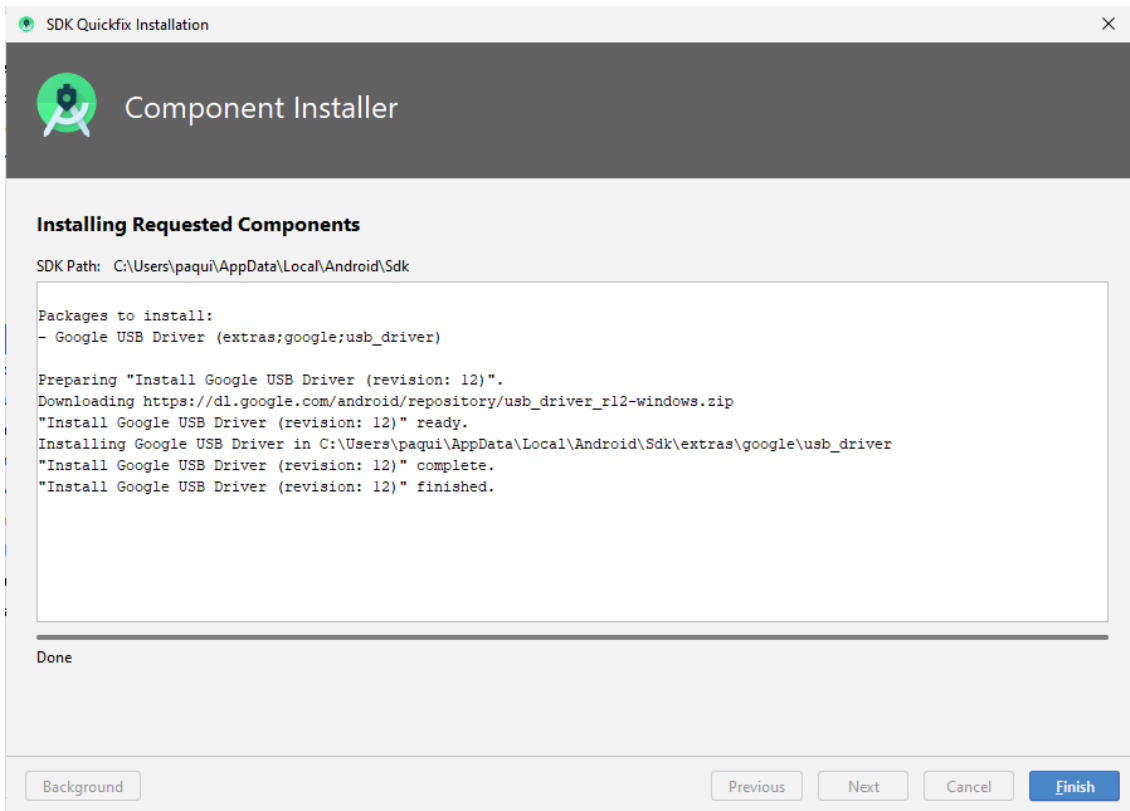 SDK Quickfix Installation
Component Installer
Installing Requested Components
SDK Path: C:\Users\paqui\AppData\Local\Android\Sdk
Packages to install:
- Google USB Driver (extras;google;usb_driver)
Preparing "Install Google USB Driver (revision: 12)".
Downloading https://dl.google.com/android/repository/usb_driver_r12-windows.zip
"Install Google USB Driver (revision: 12)" ready.
Installing Google USB Driver in C:\Users\paqui\AppData\Local\Android\Sdk\extras\google\usb_driver
"Install Google USB Driver (revision: 12)" complete.
"Install Google USB Driver (revision: 12)" finished.
Done
Background Previous Next Cancel Finish